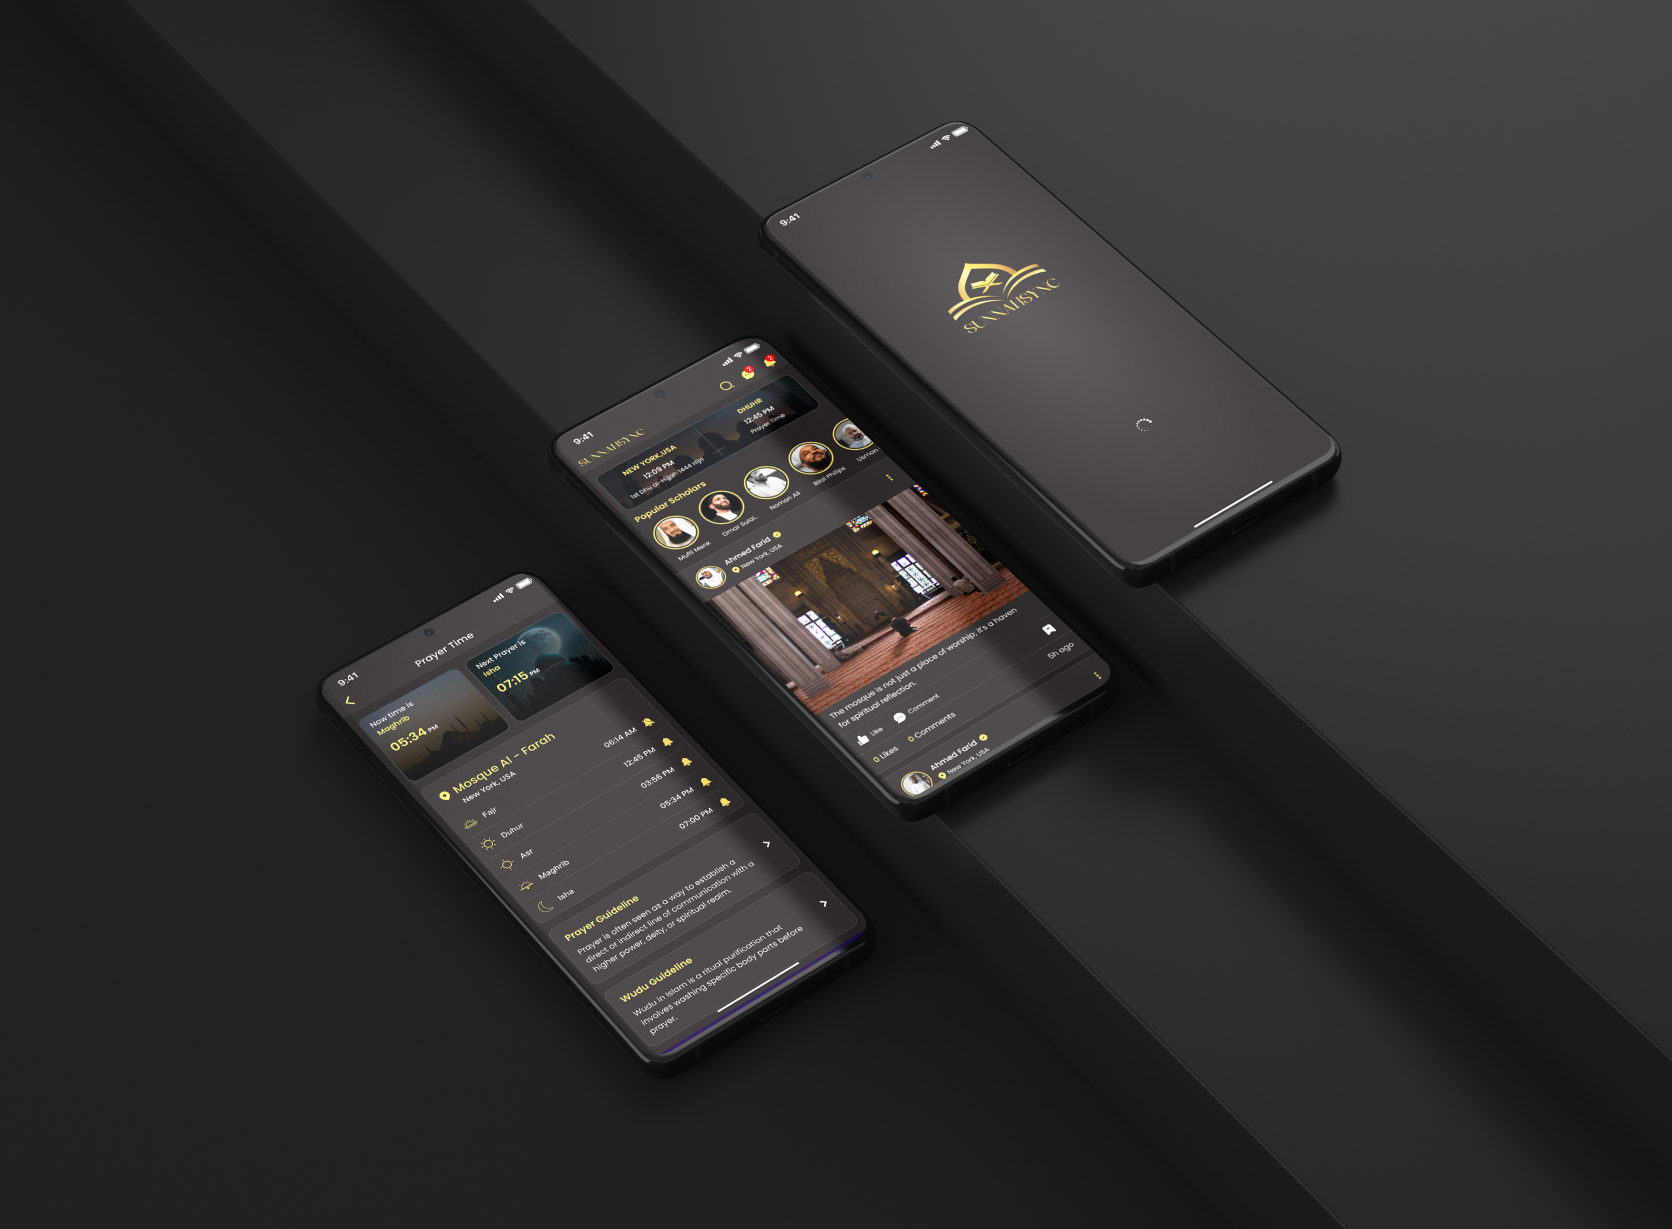 9:41
Prayer Time
Now time is
Maghrib
05:34 PM
Next Prayer is
Isha
07:15 PM
Mosque Al - Farah
New York, USA
Fajr
06:14 AM
Duhur
12:45 PM
Asr
03:56 PM
Maghrib
05:34 PM
Isha
07:00 PM
Prayer Guideline
Prayer is often seen as a way to establish a
direct or indirect line of communication with a
higher power, deity, or spiritual realm.
Wudu Guideline
Wudu in Islam is a ritual purification that
involves washing specific body parts before
prayer.
9:41
SUNNAHSYNC
2
2
NEW YORK,USA
12:09 PM
1st Dhu al-Hijjah 1444 Hijri
DHUHR
12:45 PM
Prayer Time
Popular Scholars
Mufti Menk
Omar Sulai..
Noman Ali
Bilal Philips
Usman
Ahmed Farid
New York, USA
The mosque is not just a place of worship; it's a haven
for spiritual reflection.
Like
Comment
0 Likes
0 Comments
5h ago
Ahmed Farid
New York, USA
9:41
SUNNAHSYNC